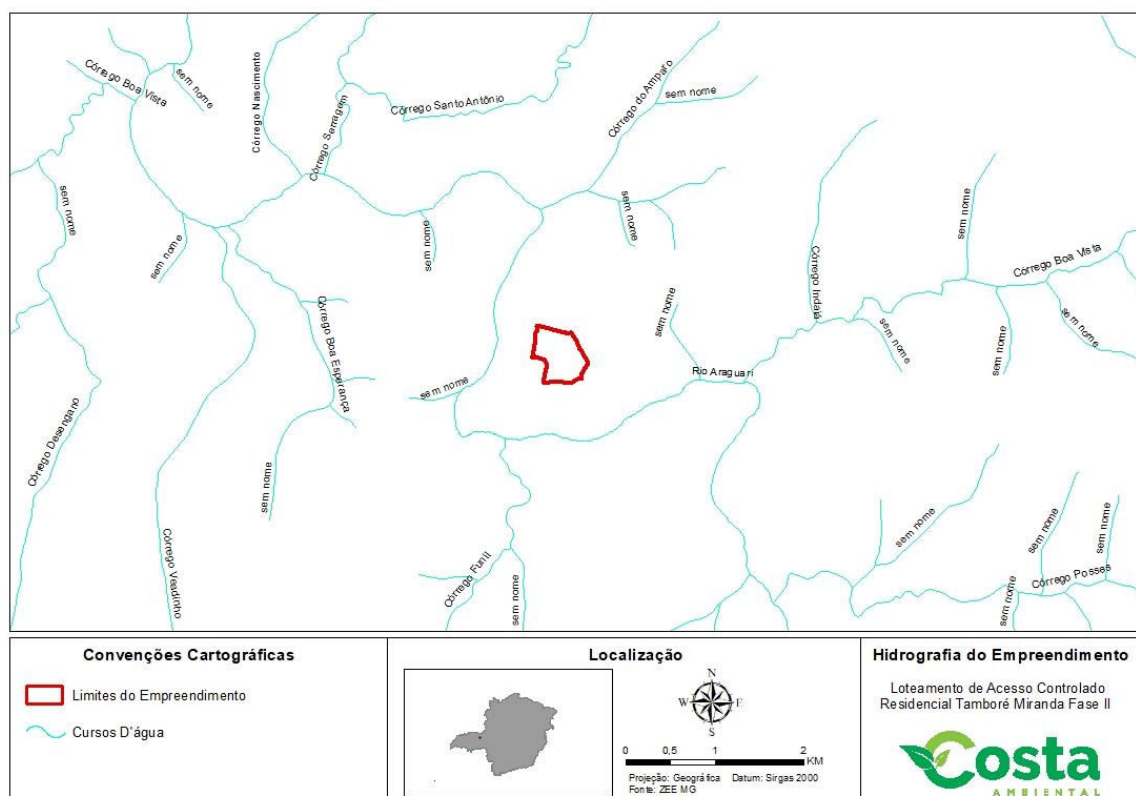 Córrego Boa Vista
sem nome
Córrego Nascimento
Córrego Serragem
Córrego Santo Antônio
Córrego do Amparo
sem nome
sem nome
sem nome
sem nome
sem nome
sem nome
Córrego Indaiá
sem nome
Córrego Boa Vista
sem nome
sem nome
sem nome
sem nome
Córrego Boa Esperança
sem nome
Rio Araguari
Córrego Desengano
sem nome
Córrego Veadinho
Córrego Funil
sem nome
sem nome
sem nome
sem nome
Córrego Posses
sem nome
Convenções Cartográficas
Limites do Empreendimento
Cursos D'água
Localização
N
W E
S
0 0,5 1 2
KM
Projeção: Geográfica Datum: Sirgas 2000
Fonte: ZEE MG
Hidrografia do Empreendimento
Loteamento de Acesso Controlado
Residencial Tamboré Miranda Fase II
Costa
AMBIENTAL